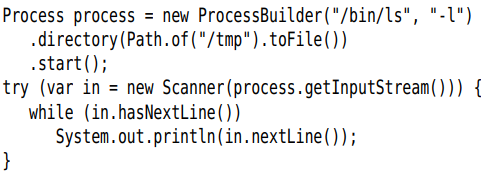 Process process = new ProcessBuilder("/bin/ls", "-l")
   .directory(Path.of("/tmp").toFile())
   .start();
try (var in = new Scanner(process.getInputStream())) {
   while (in.hasNextLine())
      System.out.println(in.nextLine());
}